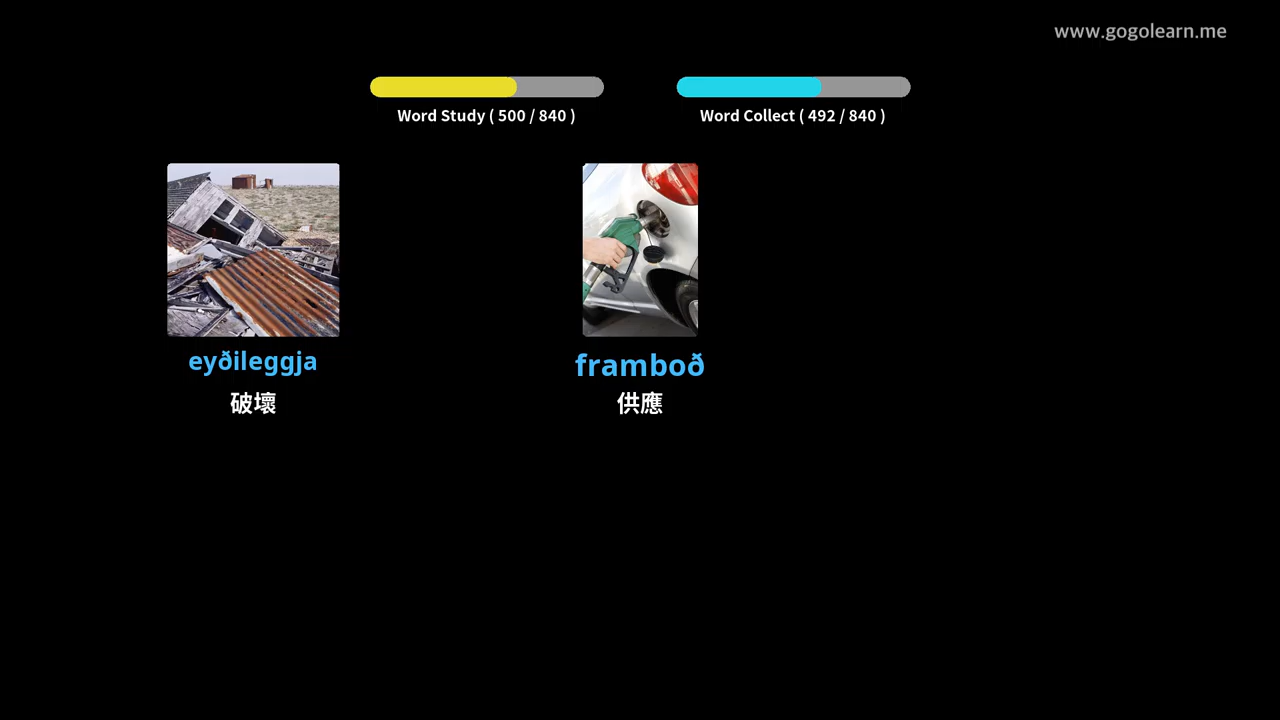 www.gogolearn.me
Word Study ( 500 / 840 )
Word Collect ( 492 / 840 )
eyðileggja
framboð
破壞
供應